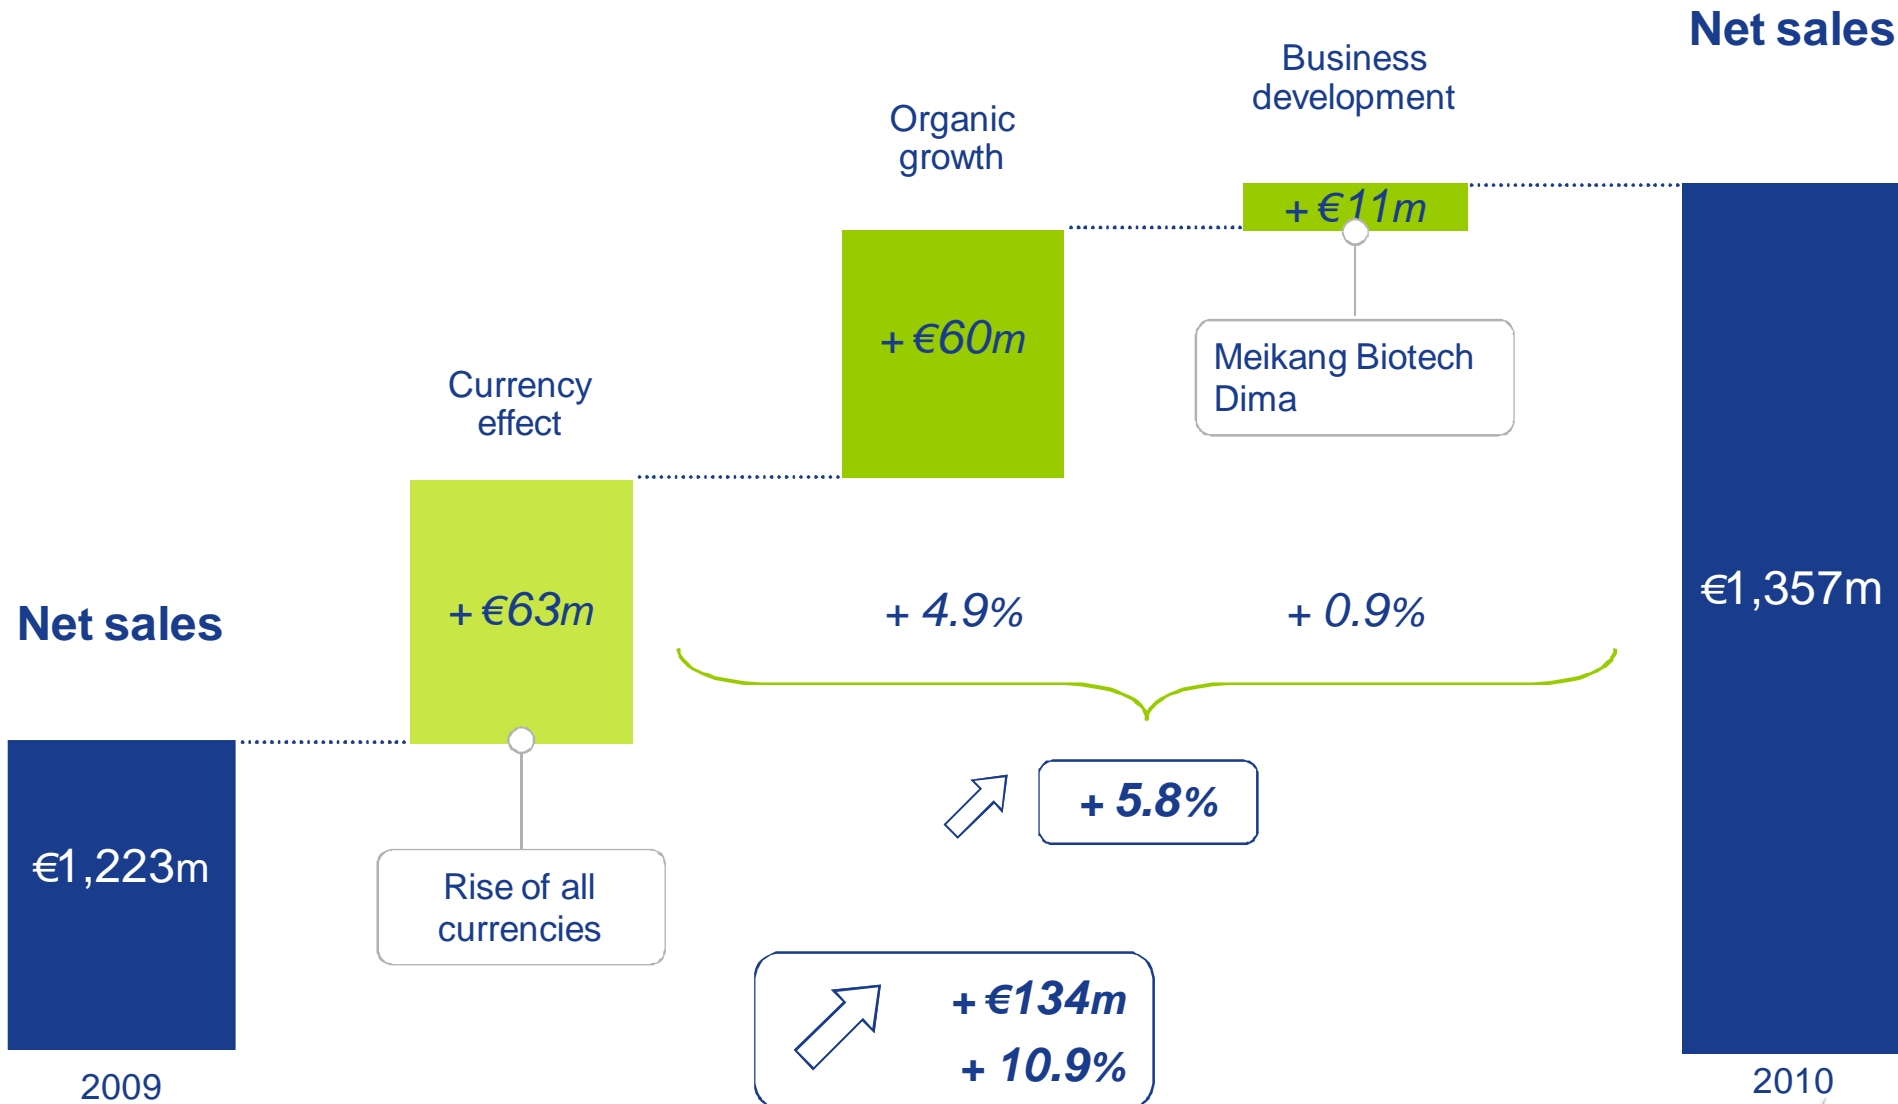 Net sales
Business
development
Organic
growth
+ €11m
+ €60m
Meikang Biotech
Dima
Currency
effect
Net sales
+ €63m
+ 4.9%
+ 0.9%
€1,357m
+ 5.8%
€1,223m
Rise of all
currencies
+ €134m
+ 10.9%
2009
2010